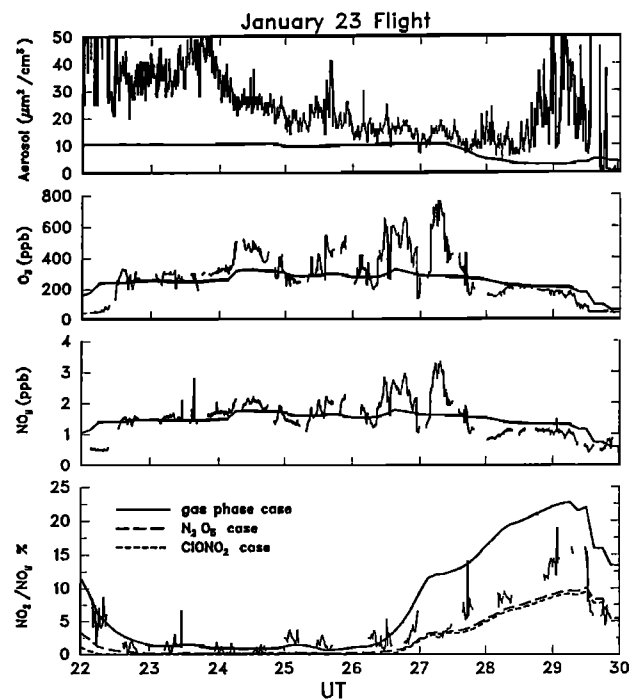 January 23 Flight
Aerosol (μm²/cm³)
50
40
30
20
10
0
O₃ (ppb)
800
600
400
200
0
NOy (ppb)
4
3
2
1
0
NO₂/NOy %
25
20
15
10
5
0
gas phase case
N₂O₅ case
ClONO₂ case
22 23 24 25 26 27 28 29 30
UT